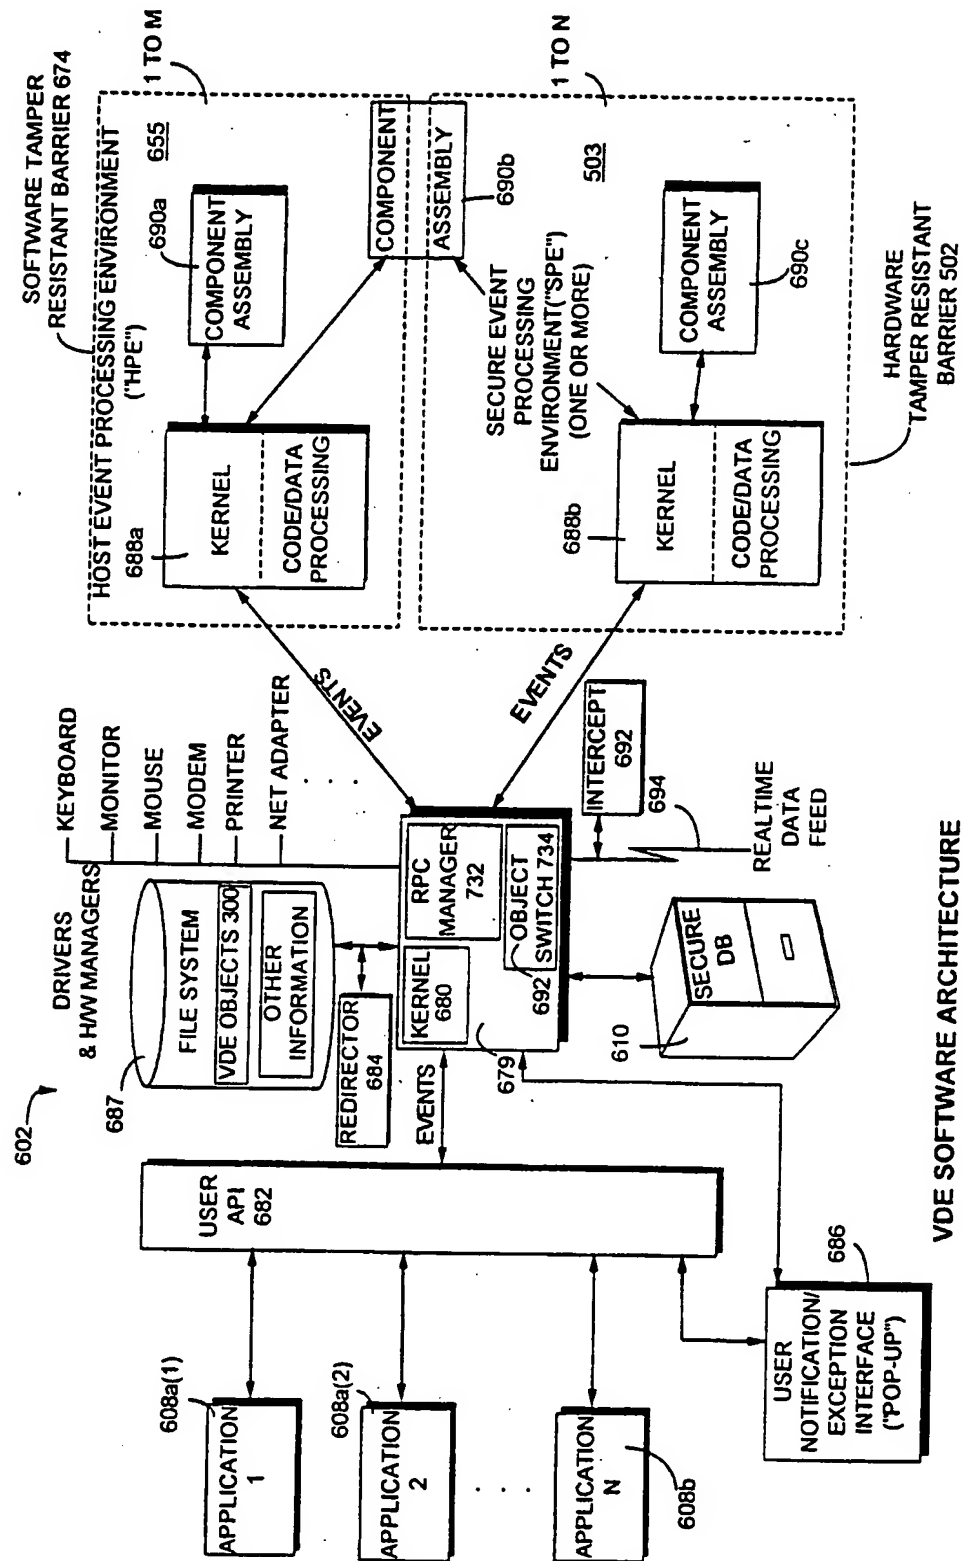 602
DRIVERS
& H/W MANAGERS
KEYBOARD
MONITOR
MOUSE
MODEM
PRINTER
NET ADAPTER
687
FILE SYSTEM
VDE OBJECTS 300
OTHER
INFORMATION
REDIRECTOR
684
608a(1)
APPLICATION
1
608a(2)
APPLICATION
2
APPLICATION
N
608b
USER
API
682
EVENTS
KERNEL
680
RPC
MANAGER
732
OBJECT
SWITCH 734
692
679
EVENTS
EVENTS
610
SECURE
DB
INTERCEPT
692
694
REALTIME
DATA
FEED
686
USER
NOTIFICATION/
EXCEPTION
INTERFACE
("POP-UP")
SOFTWARE TAMPER
RESISTANT BARRIER 674
HOST EVENT PROCESSING ENVIRONMENT
("HPE")
655
1 TO M
688a
KERNEL
CODE/DATA
PROCESSING
690a
COMPONENT
ASSEMBLY
COMPONENT
ASSEMBLY
690b
SECURE EVENT
PROCESSING
ENVIRONMENT("SPE")
(ONE OR MORE)
503
1 TO N
688b
KERNEL
CODE/DATA
PROCESSING
COMPONENT
ASSEMBLY
690c
HARDWARE
TAMPER RESISTANT
BARRIER 502
VDE SOFTWARE ARCHITECTURE